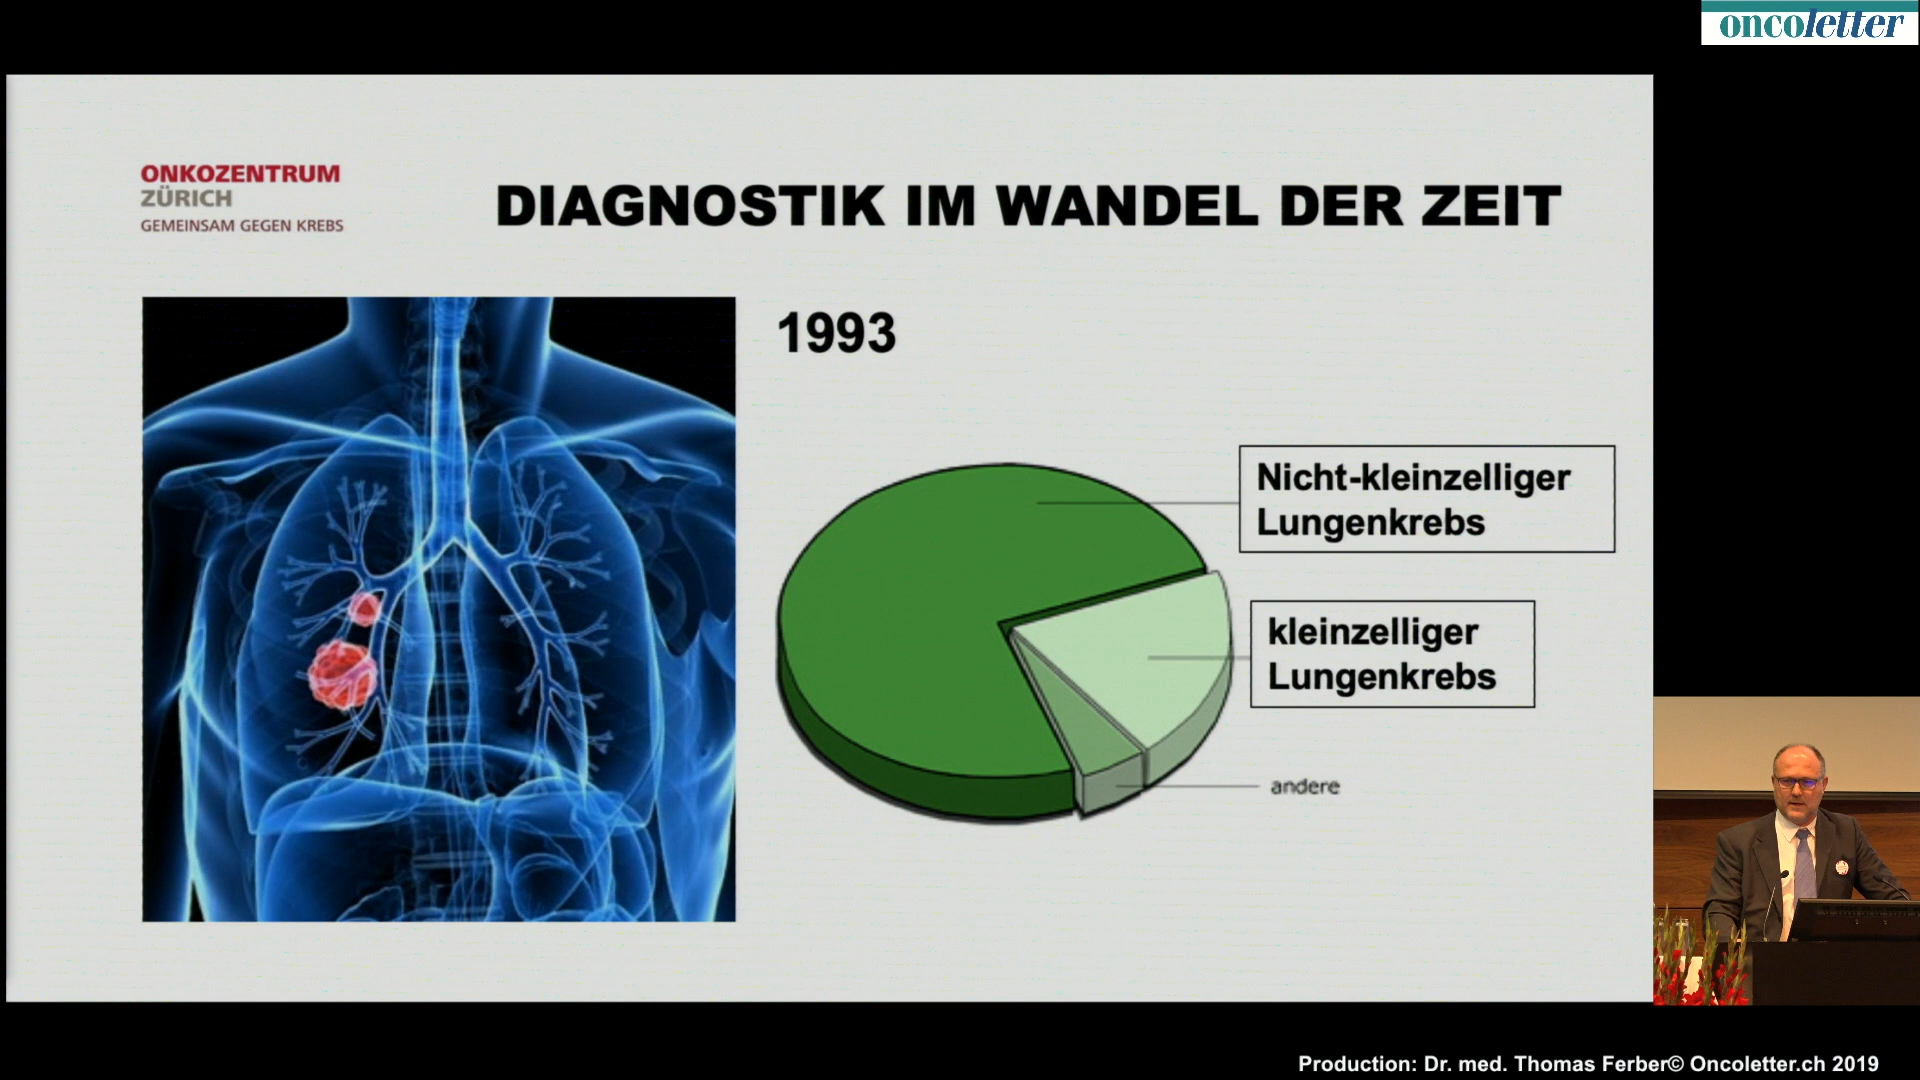 oncoletter
ONKOZENTRUM
ZÜRICH
GEMEINSAM GEGEN KREBS
DIAGNOSTIK IM WANDEL DER ZEIT
1993
Nicht-kleinzelliger
Lungenkrebs
kleinzelliger
Lungenkrebs
andere
Production: Dr. med. Thomas Ferber© Oncoletter.ch 2019